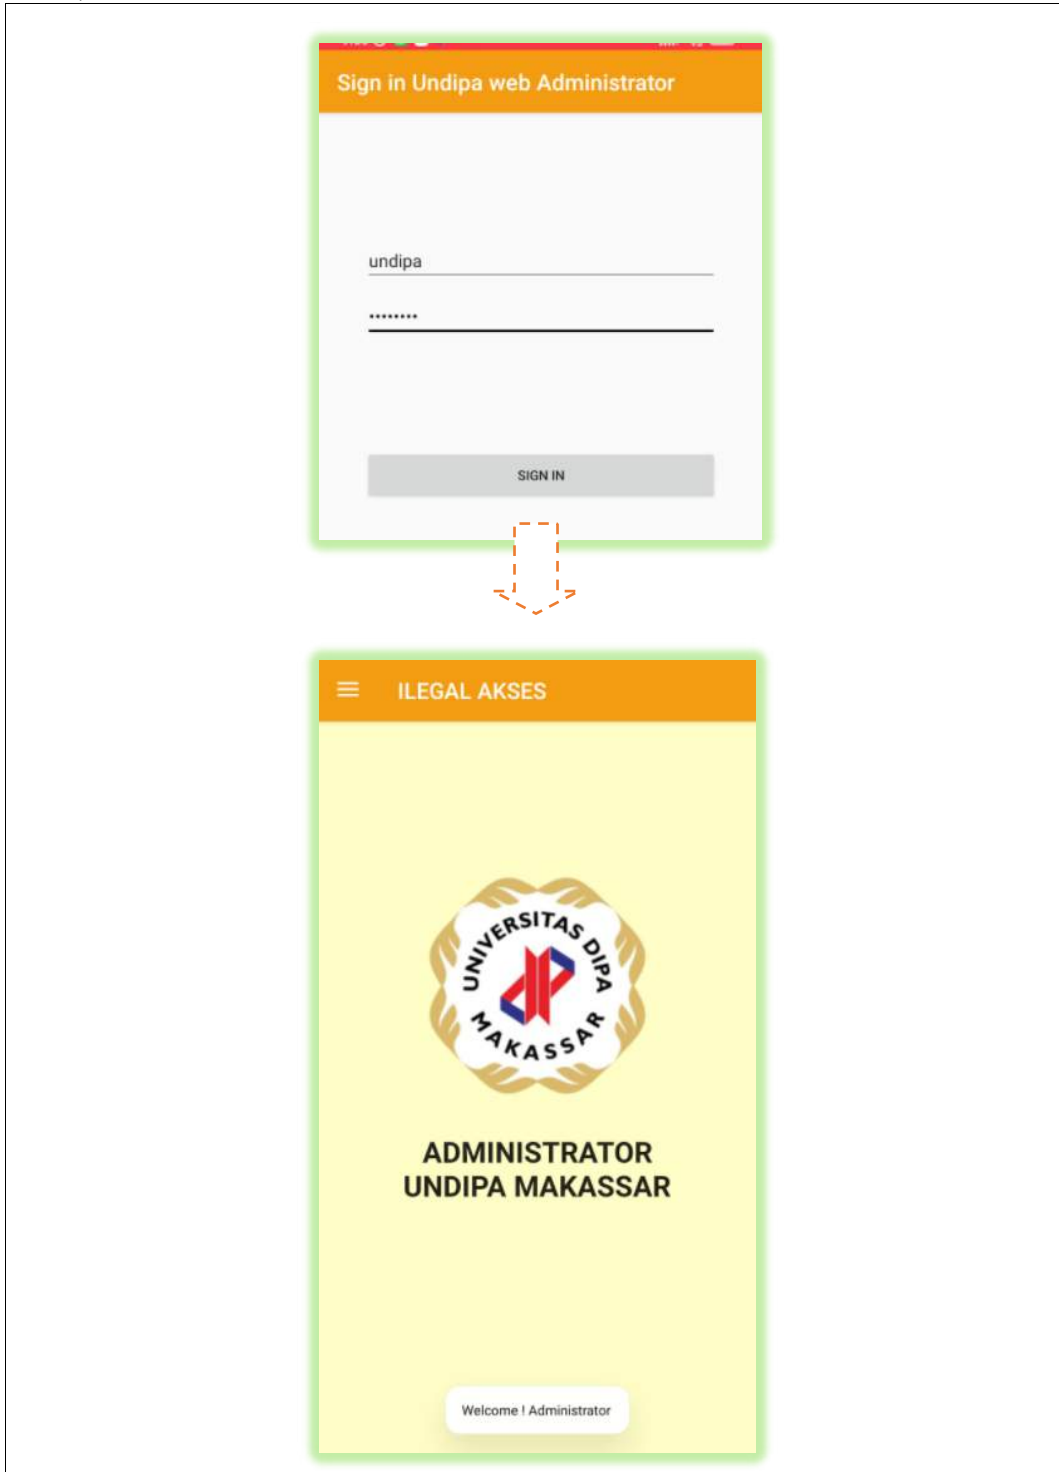 Sign in Undipa web Administrator
undipa
••••••••
SIGN IN
ILEGAL AKSES
UNIVERSITAS DIPA
MAKASSAR
ADMINISTRATOR
UNDIPA MAKASSAR
Welcome ! Administrator